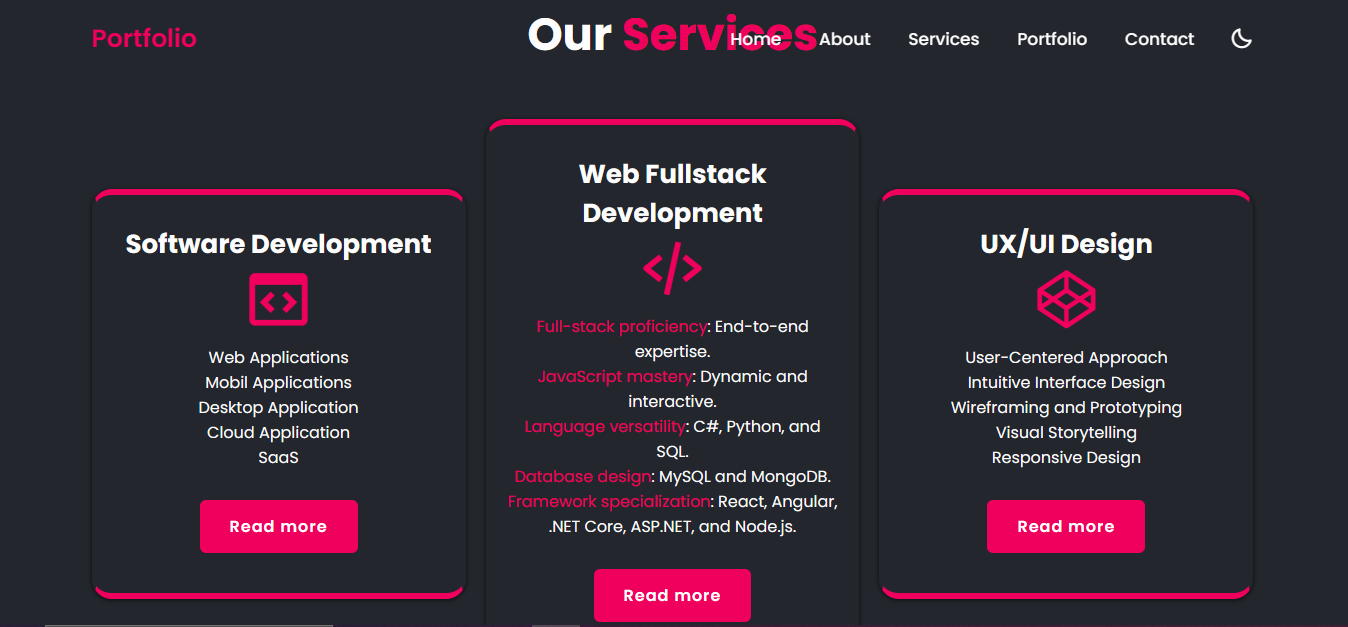 Portfolio
Our Services
Home
About
Services
Portfolio
Contact
Software Development
Web Applications
Mobil Applications
Desktop Application
Cloud Application
SaaS
Read more
Web Fullstack
Development
Full-stack proficiency: End-to-end
expertise.
JavaScript mastery: Dynamic and
interactive.
Language versatility: C#, Python, and
SQL.
Database design: MySQL and MongoDB.
Framework specialization: React, Angular,
.NET Core, ASP.NET, and Node.js.
Read more
UX/UI Design
User-Centered Approach
Intuitive Interface Design
Wireframing and Prototyping
Visual Storytelling
Responsive Design
Read more